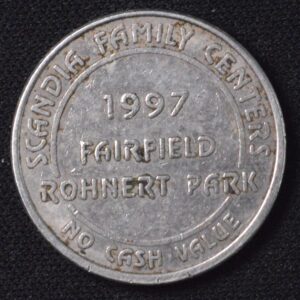 SCANDIA FAMILY CENTERS
1997
FAIRFIELD
ROHNERT PARK
NO CASH VALUE